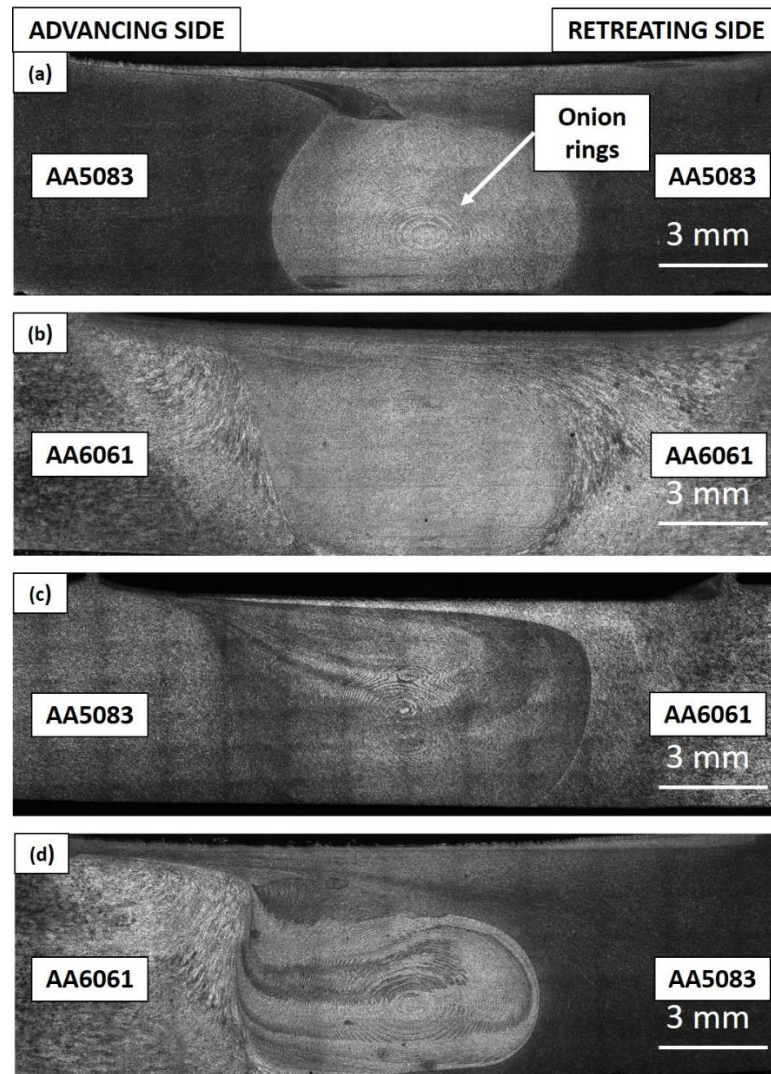 ADVANCING SIDE
RETREATING SIDE
(a)
Onion
rings
AA5083
AA5083
3 mm
(b)
AA6061
AA6061
3 mm
(c)
AA5083
AA6061
3 mm
(d)
AA6061
AA5083
3 mm